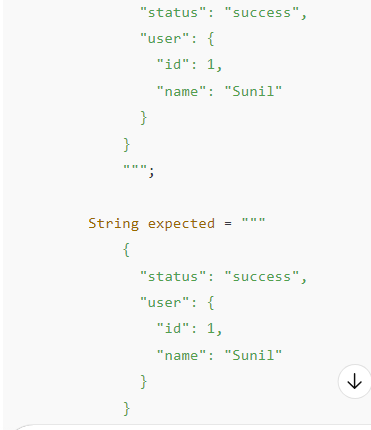 "status": "success",
"user": {
"id": 1,
"name": "Sunil"
}
}
""";
String expected = """
{
"status": "success",
"user": {
"id": 1,
"name": "Sunil"
}
}